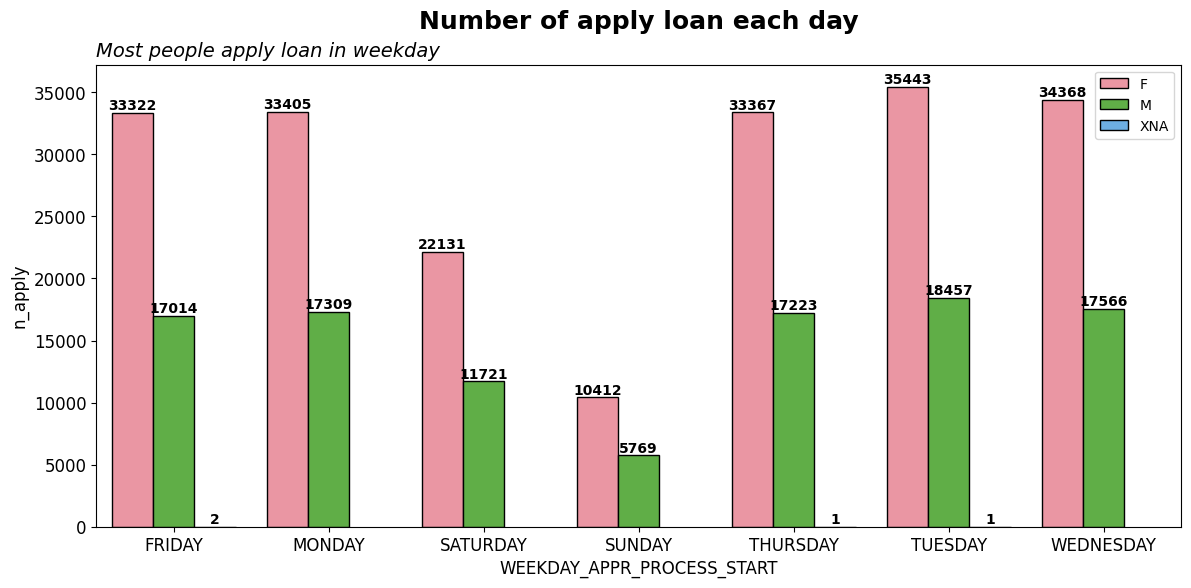 Number of apply loan each day
Most people apply loan in weekday
F
M
XNA
n_apply
35000
30000
25000
20000
15000
10000
5000
0
33322
17014
2
33405
17309
22131
11721
10412
5769
33367
17223
1
35443
18457
1
34368
17566
FRIDAY
MONDAY
SATURDAY
SUNDAY
THURSDAY
TUESDAY
WEDNESDAY
WEEKDAY_APPR_PROCESS_START